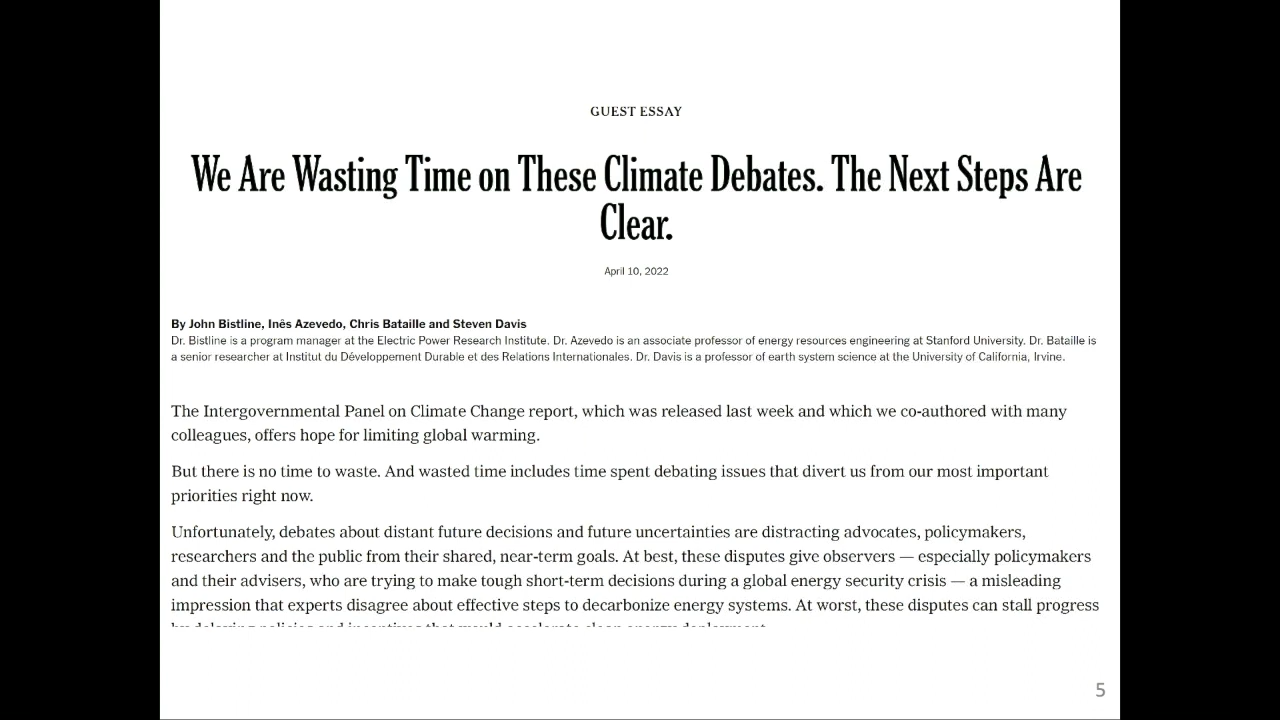 GUEST ESSAY
We Are Wasting Time on These Climate Debates. The Next Steps Are
Clear.
April 10, 2022
By John Bistline, Inês Azevedo, Chris Bataille and Steven Davis
Dr. Bistline is a program manager at the Electric Power Research Institute. Dr. Azevedo is an associate professor of energy resources engineering at Stanford University. Dr. Bataille is
a senior researcher at Institut du Développement Durable et des Relations Internationales. Dr. Davis is a professor of earth system science at the University of California, Irvine.
The Intergovernmental Panel on Climate Change report, which was released last week and which we co-authored with many
colleagues, offers hope for limiting global warming.
But there is no time to waste. And wasted time includes time spent debating issues that divert us from our most important
priorities right now.
Unfortunately, debates about distant future decisions and future uncertainties are distracting advocates, policymakers,
researchers and the public from their shared, near-term goals. At best, these disputes give observers — especially policymakers
and their advisers, who are trying to make tough short-term decisions during a global energy security crisis — a misleading
impression that experts disagree about effective steps to decarbonize energy systems. At worst, these disputes can stall progress
5